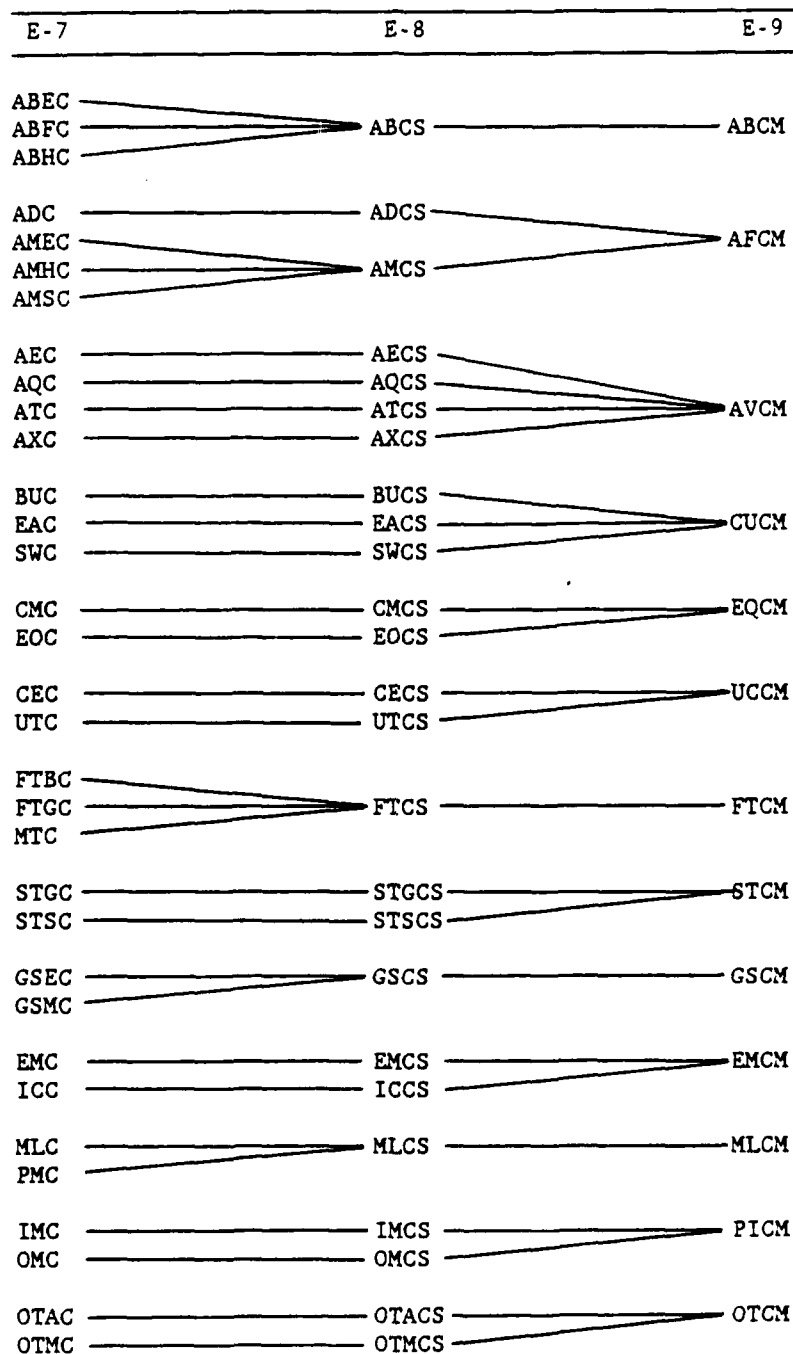 E-7 E-8 E-9
ABEC
ABFC ABCS ABCM
ABHC
ADC ADCS
AMEC AFCM
AMHC AMCS
AMSC
AEC AECS
AQC AQCS
ATC ATCS AVCM
AXC AXCS
BUC BUCS
EAC EACS CUCM
SWC SWCS
CMC CMCS EQCM
EOC EOCS
CEC CECS UCCM
UTC UTCS
FTBC
FTGC FTCS FTCM
MTC
STGC STGCS STCM
STSC STSCS
GSEC GSCS GSCM
GSMC
EMC EMCS EMCM
ICC ICCS
MLC MLCS MLCM
PMC
IMC IMCS PICM
OMC OMCS
OTAC OTACS OTCM
OTMC OTMCS